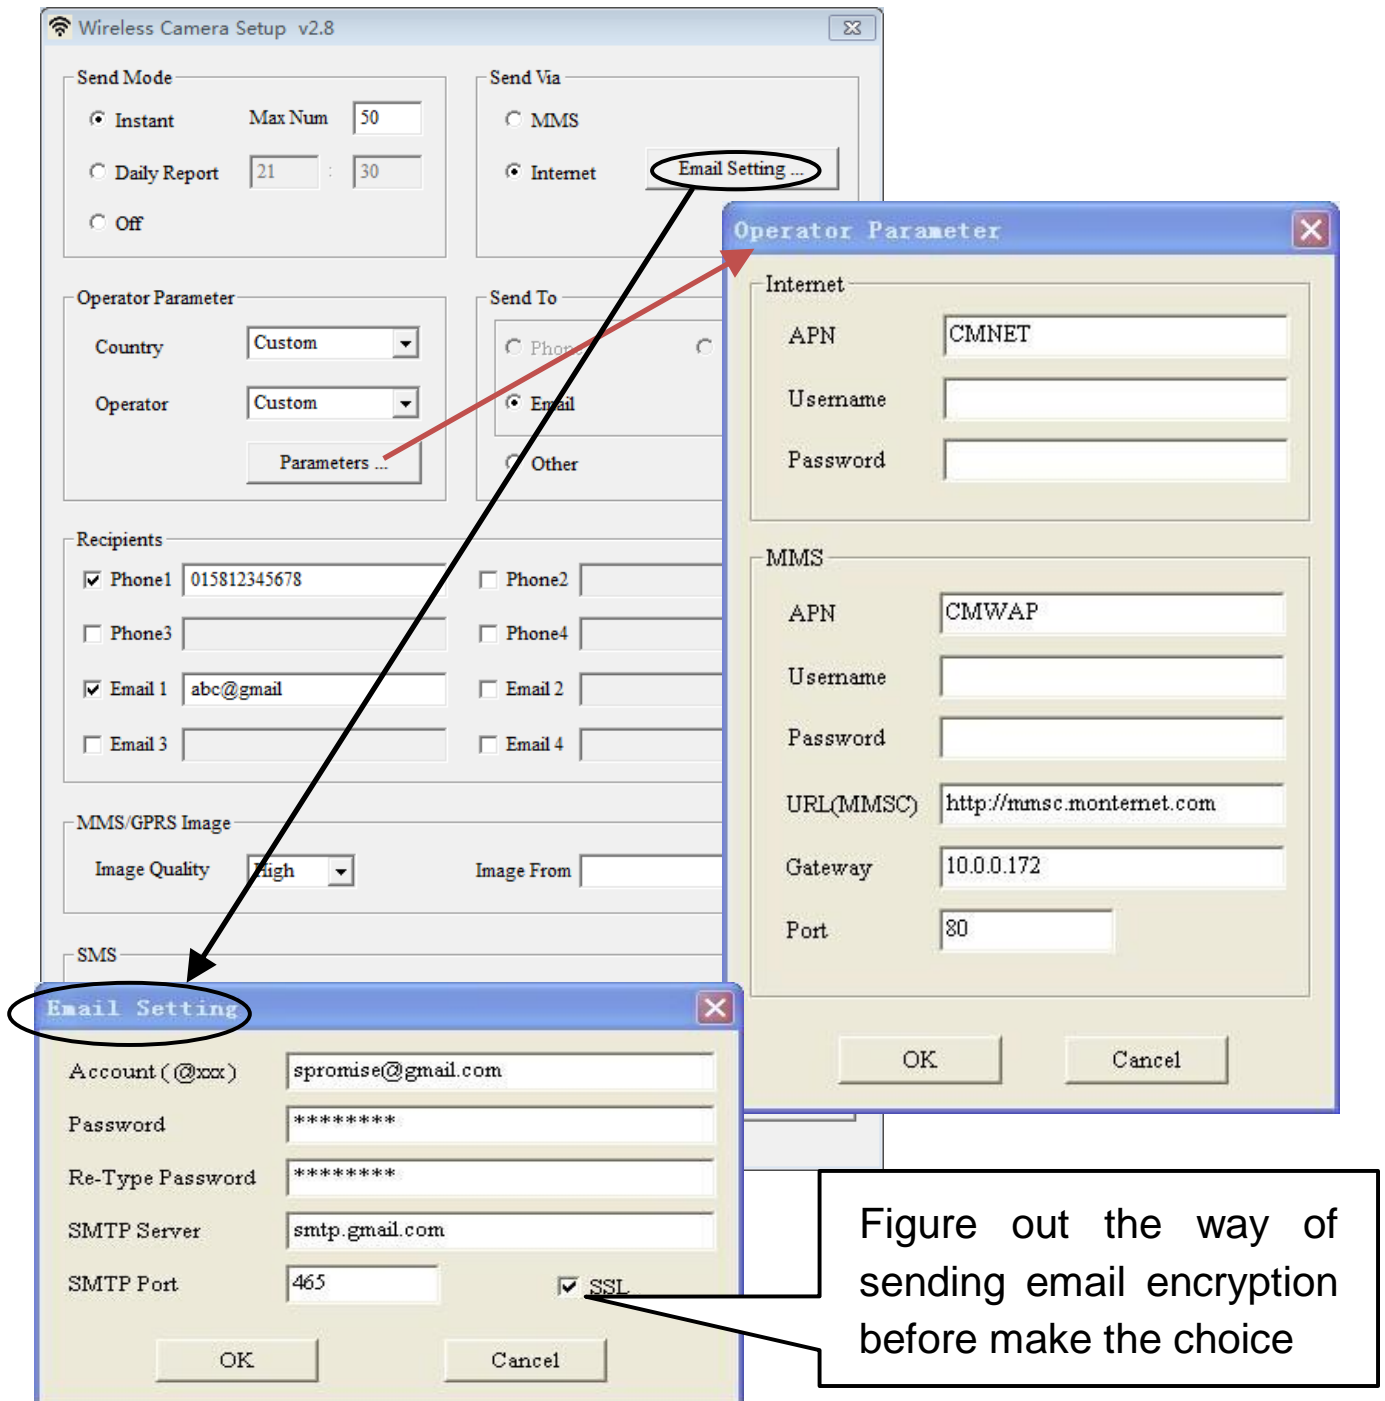 Wireless Camera Setup v2.8
Send Mode
Instant Max Num 50
Daily Report 21 : 30
Off
Send Via
MMS
Internet Email Setting ...
Operator Parameter
Country Custom
Operator Custom
Parameters ...
Send To
Phone
Email
Other
Recipients
Phone1 015812345678 Phone2
Phone3 Phone4
Email 1 abc@gmail Email 2
Email 3 Email 4
MMS/GPRS Image
Image Quality High Image From
SMS
Operator Parameter
Internet
APN CMNET
Username
Password
MMS
APN CMWAP
Username
Password
URL(MMSC) http://mmsc.monternet.com
Gateway 10.0.0.172
Port 80
OK Cancel
Email Setting
Account(@xxx) spromise@gmail.com
Password ********
Re-Type Password ********
SMTP Server smtp.gmail.com
SMTP Port 465 SSL
OK Cancel
Figure out the way of
sending email encryption
before make the choice